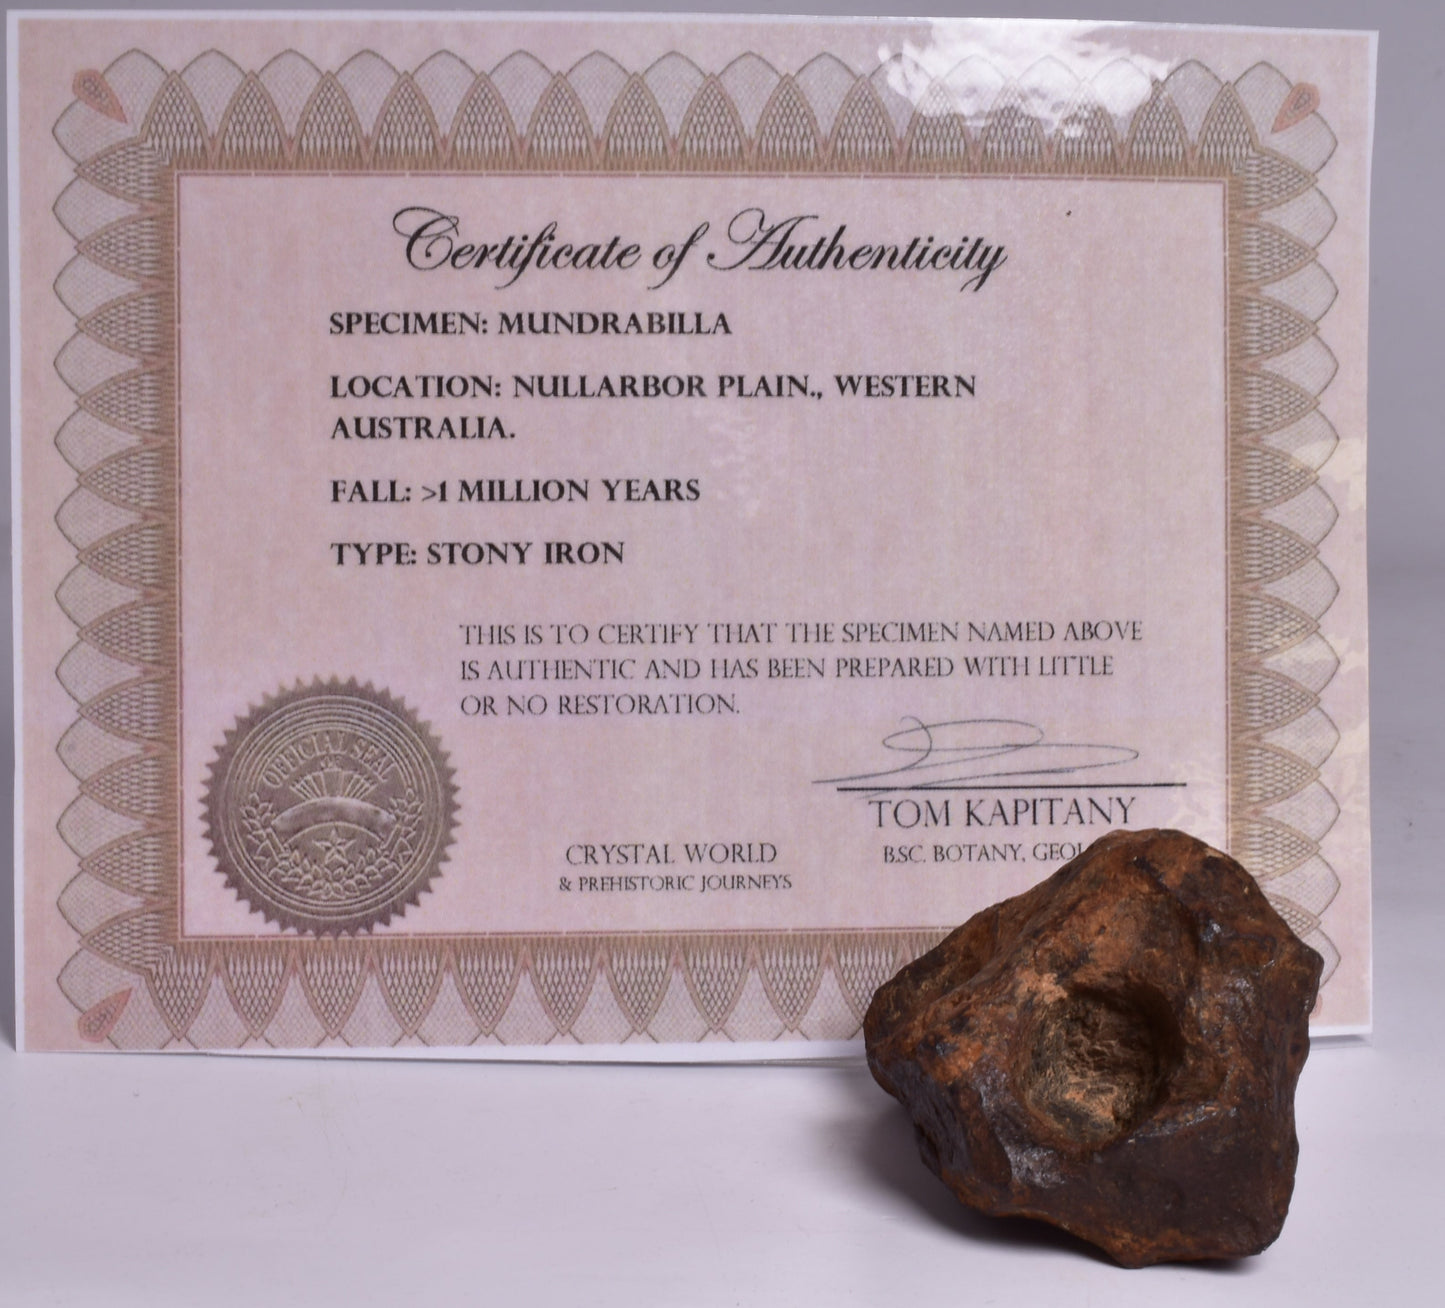 Certificate of Authenticity
SPECIMEN: MUNDRABILLA
LOCATION: NULLARBOR PLAIN., WESTERN
AUSTRALIA.
FALL: >1 MILLION YEARS
TYPE: STONY IRON
THIS IS TO CERTIFY THAT THE SPECIMEN NAMED ABOVE
IS AUTHENTIC AND HAS BEEN PREPARED WITH LITTLE
OR NO RESTORATION.
OFFICIAL SEAL
TOM KAPITANY
CRYSTAL WORLD
& PREHISTORIC JOURNEYS
B.SC. BOTANY,